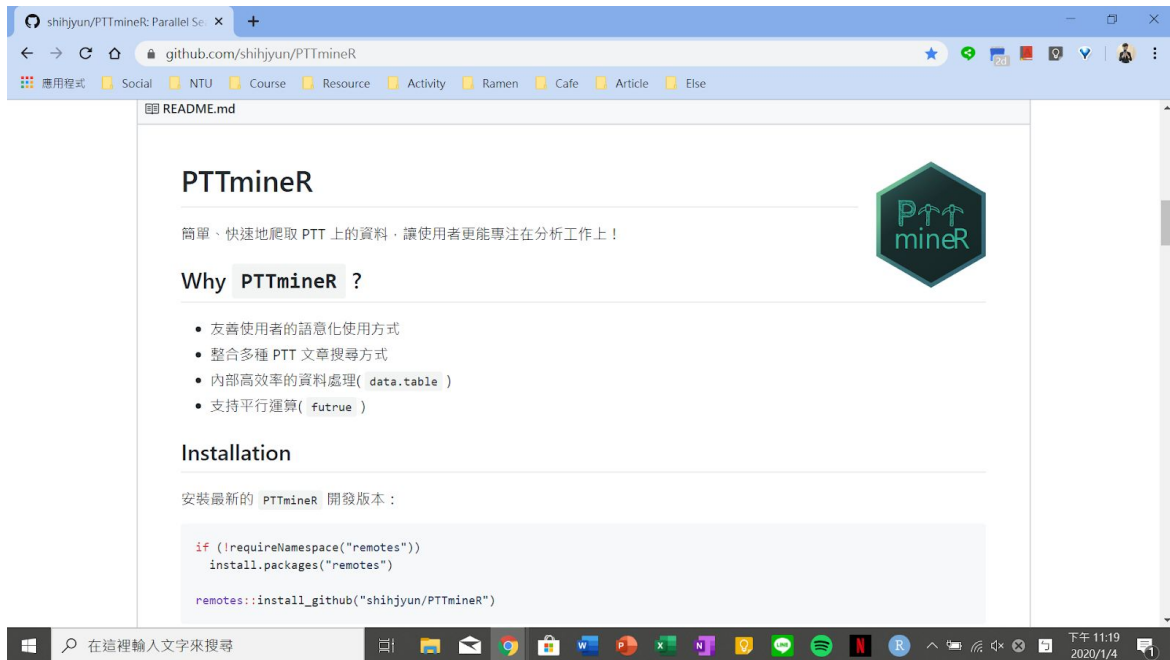 shihjyun/PTTmineR: Parallel Se
github.com/shihjyun/PTTmineR
2d
應用程式 Social NTU Course Resource Activity Ramen Cafe Article Else
README.md
PTTmineR
PTT
mineR
簡單、快速地爬取 PTT 上的資料，讓使用者更能專注在分析工作上！
Why PTTmineR ?
友善使用者的語意化使用方式
整合多種 PTT 文章搜尋方式
內部高效率的資料處理( data.table )
支持平行運算( futrue )
Installation
安裝最新的 PTTmineR 開發版本：
if (!requireNamespace("remotes"))
install.packages("remotes")
remotes::install_github("shihjyun/PTTmineR")
在這裡輸入文字來搜尋
下午 11:19
2020/1/4